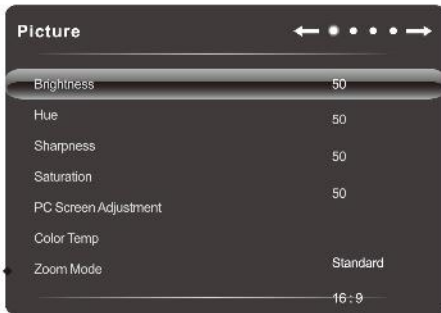 Picture
Brightness 50
Hue 50
Sharpness 50
Saturation 50
PC Screen Adjustment
Color Temp Standard
Zoom Mode 16:9